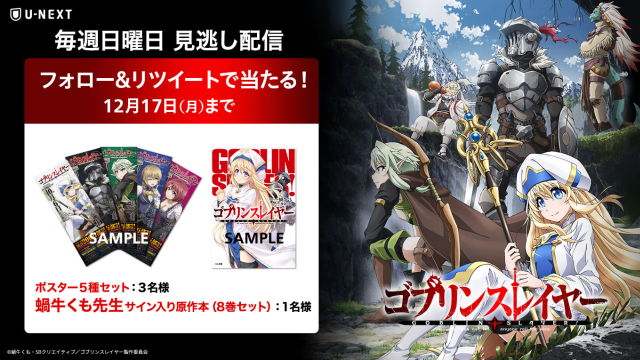 U-NEXT
毎週日曜日 見逃し配信
フォロー&リツイートで当たる！
12月17日(月)まで
SAMPLE
GOBLIN
SLAYER!
ゴブリンスレイヤー
SAMPLE
ポスター5種セット：3名様
蝸牛くも先生サイン入り原作本（8巻セット）：1名様
ゴブリンスレイヤー
GOBLIN SLAYER
©蝸牛くも・SBクリエイティブ／ゴブリンスレイヤー製作委員会